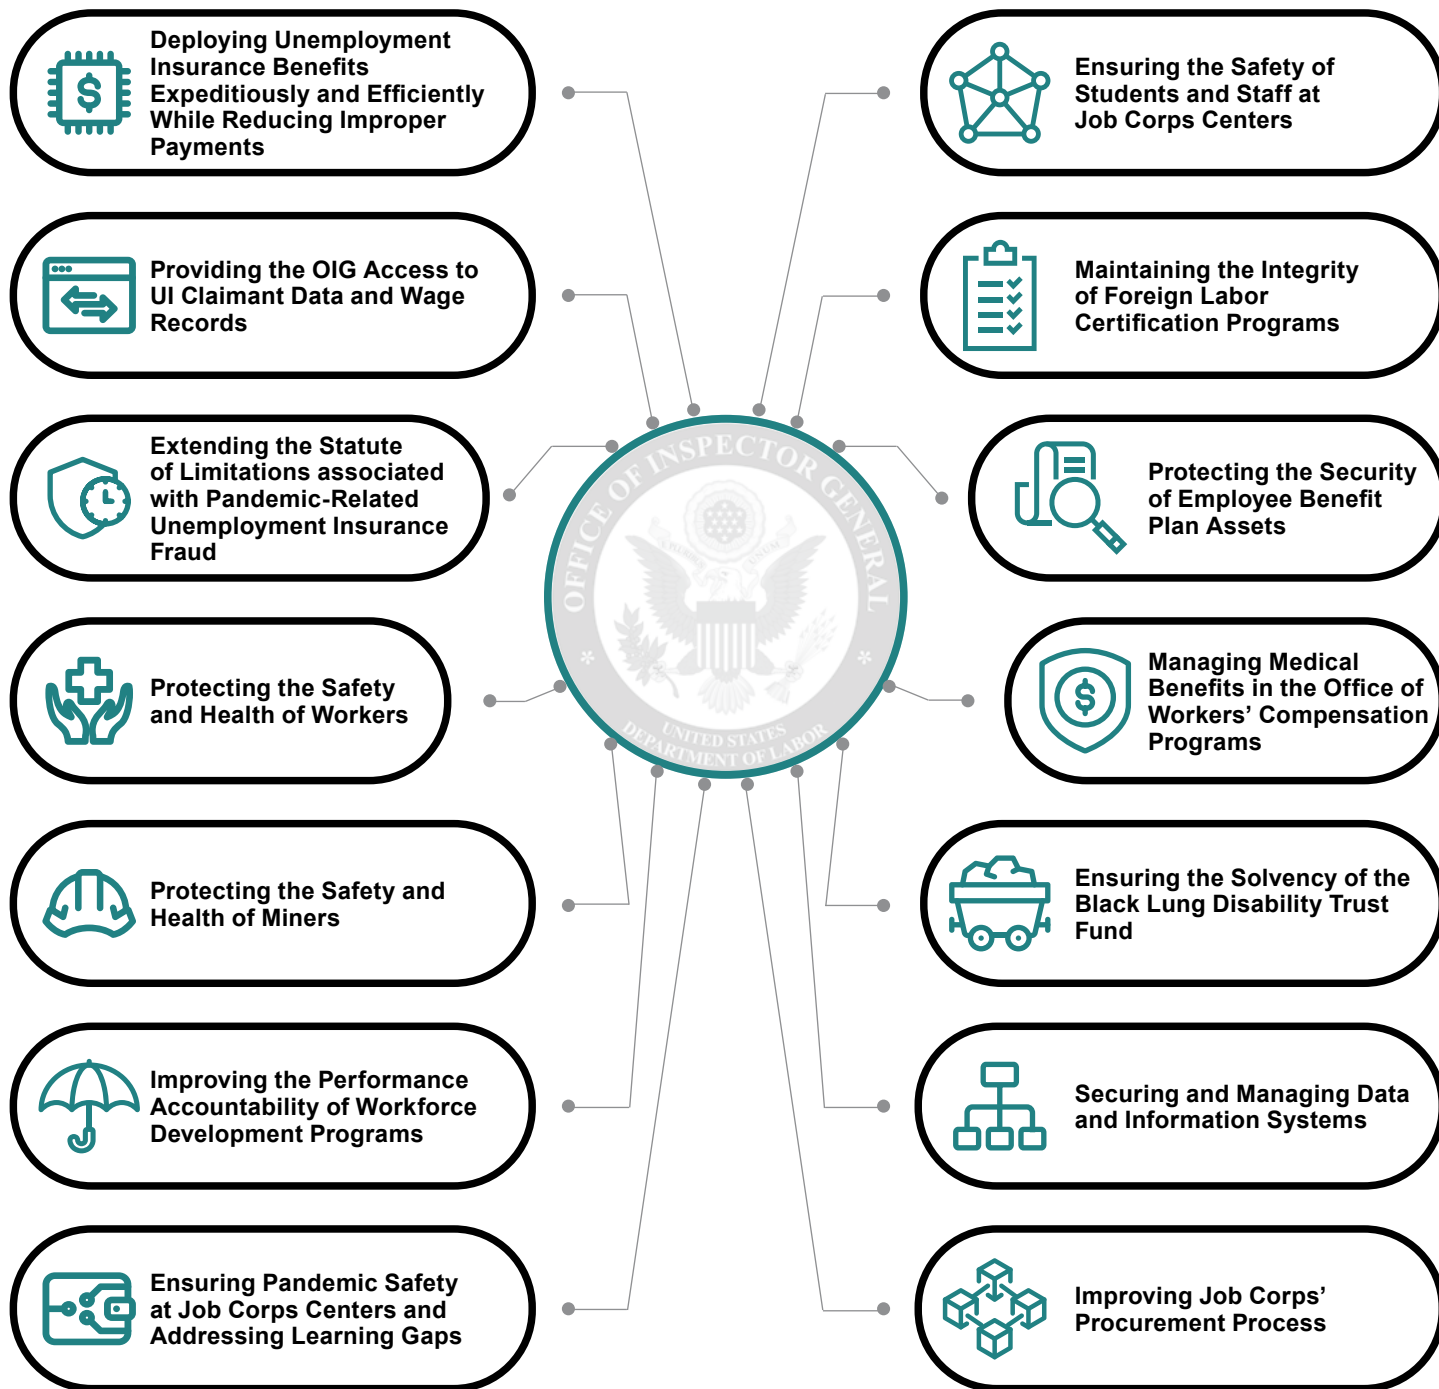 Deploying Unemployment
Insurance Benefits
Expeditiously and Efficiently
While Reducing Improper
Payments
Providing the OIG Access to
UI Claimant Data and Wage
Records
Extending the Statute
of Limitations associated
with Pandemic-Related
Unemployment Insurance
Fraud
Protecting the Safety
and Health of Workers
Protecting the Safety and
Health of Miners
Improving the Performance
Accountability of Workforce
Development Programs
Ensuring Pandemic Safety
at Job Corps Centers and
Addressing Learning Gaps
OFFICE OF INSPECTOR GENERAL
E PLURIBUS UNUM
UNITED STATES
DEPARTMENT OF LABOR
Ensuring the Safety of
Students and Staff at
Job Corps Centers
Maintaining the Integrity
of Foreign Labor
Certification Programs
Protecting the Security
of Employee Benefit
Plan Assets
Managing Medical
Benefits in the Office of
Workers’ Compensation
Programs
Ensuring the Solvency of the
Black Lung Disability Trust
Fund
Securing and Managing Data
and Information Systems
Improving Job Corps’
Procurement Process